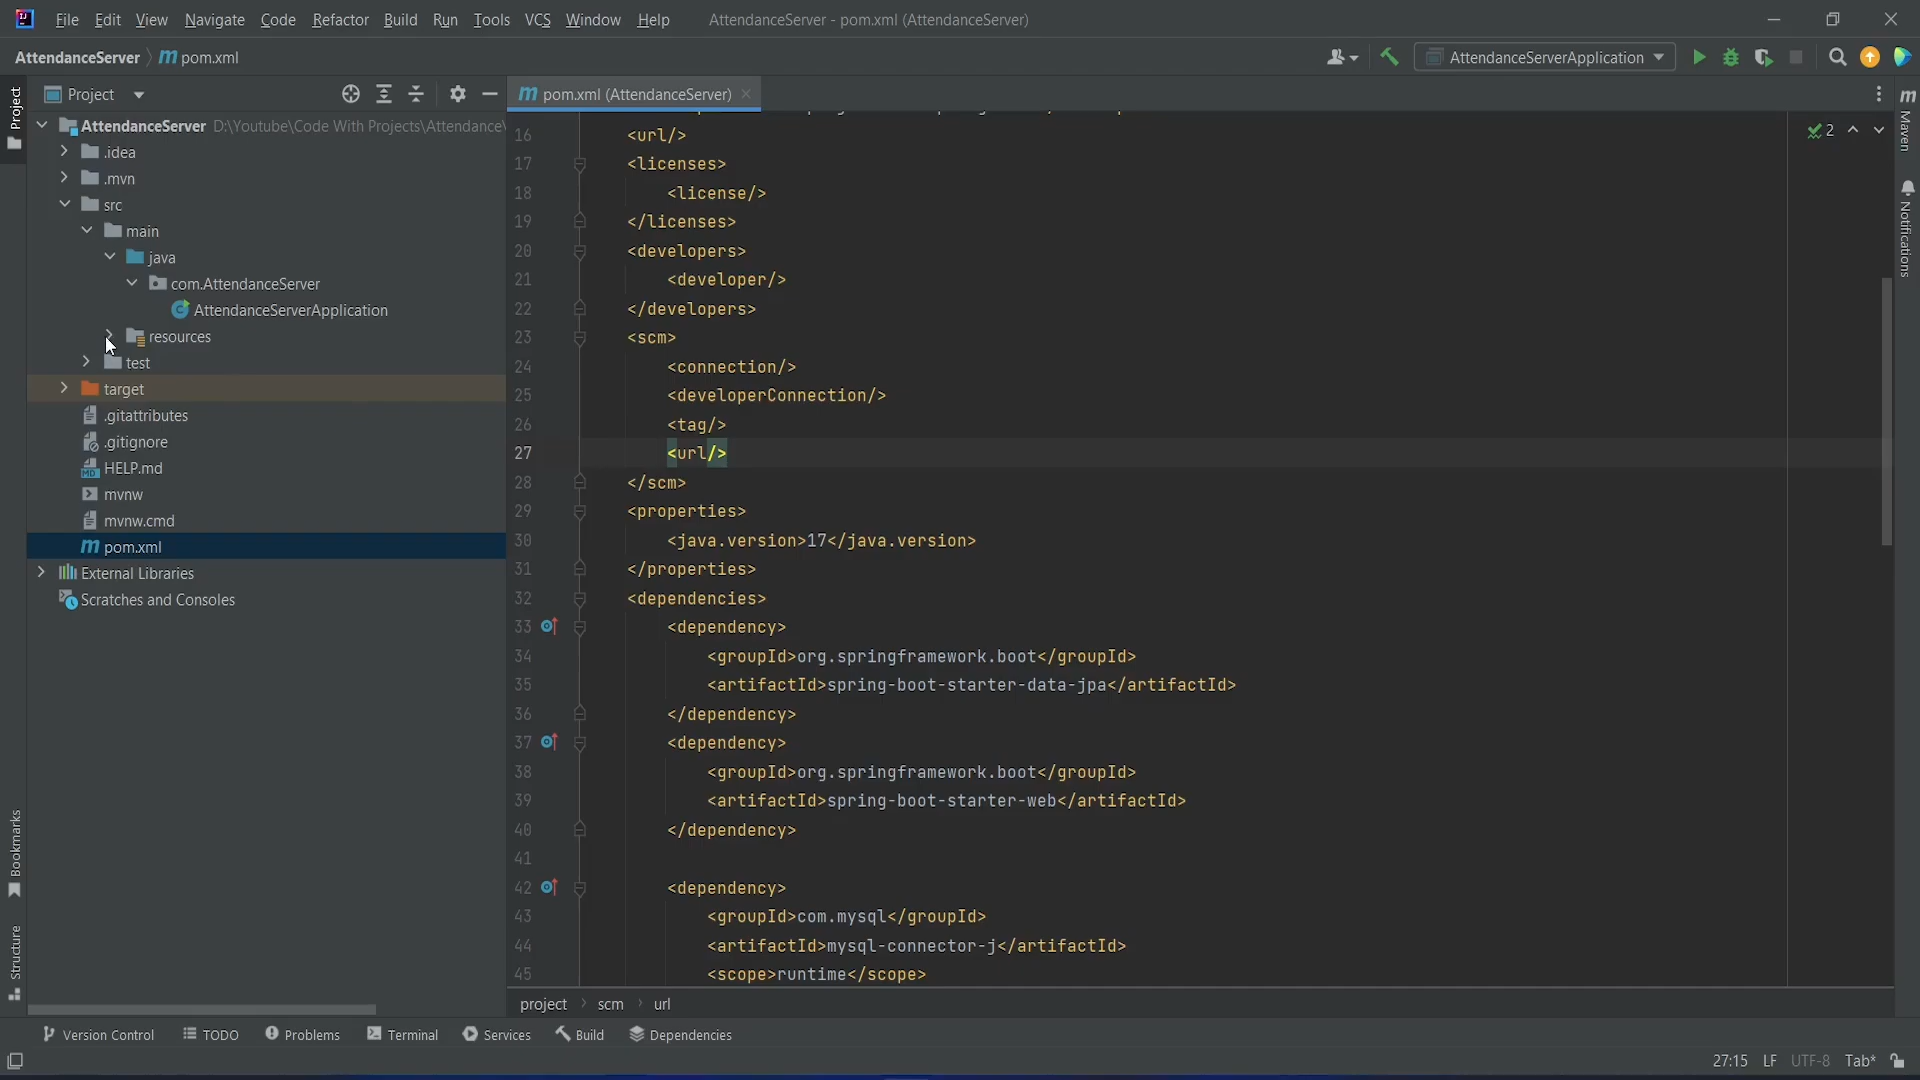 File Edit View Navigate Code Refactor Build Run Tools VCS Window Help AttendanceServer - pom.xml (AttendanceServer)
AttendanceServer pom.xml
AttendanceServerApplication
Project
pom.xml (AttendanceServer)
AttendanceServer D:\Youtube\Code With Projects\Attendance\
.idea
.mvn
src
main
java
com.AttendanceServer
AttendanceServerApplication
resources
test
target
.gitattributes
.gitignore
HELP.md
mvnw
mvnw.cmd
pom.xml
External Libraries
Scratches and Consoles
16 <url/>
17 <licenses>
18 <license/>
19 </licenses>
20 <developers>
21 <developer/>
22 </developers>
23 <scm>
24 <connection/>
25 <developerConnection/>
26 <tag/>
27 <url/>
28 </scm>
29 <properties>
30 <java.version>17</java.version>
31 </properties>
32 <dependencies>
33 <dependency>
34 <groupId>org.springframework.boot</groupId>
35 <artifactId>spring-boot-starter-data-jpa</artifactId>
36 </dependency>
37 <dependency>
38 <groupId>org.springframework.boot</groupId>
39 <artifactId>spring-boot-starter-web</artifactId>
40 </dependency>
41
42 <dependency>
43 <groupId>com.mysql</groupId>
44 <artifactId>mysql-connector-j</artifactId>
45 <scope>runtime</scope>
2
Project
Bookmarks
Structure
Maven
Notifications
project scm url
Version Control TODO Problems Terminal Services Build Dependencies
27:15 LF UTF-8 Tab*